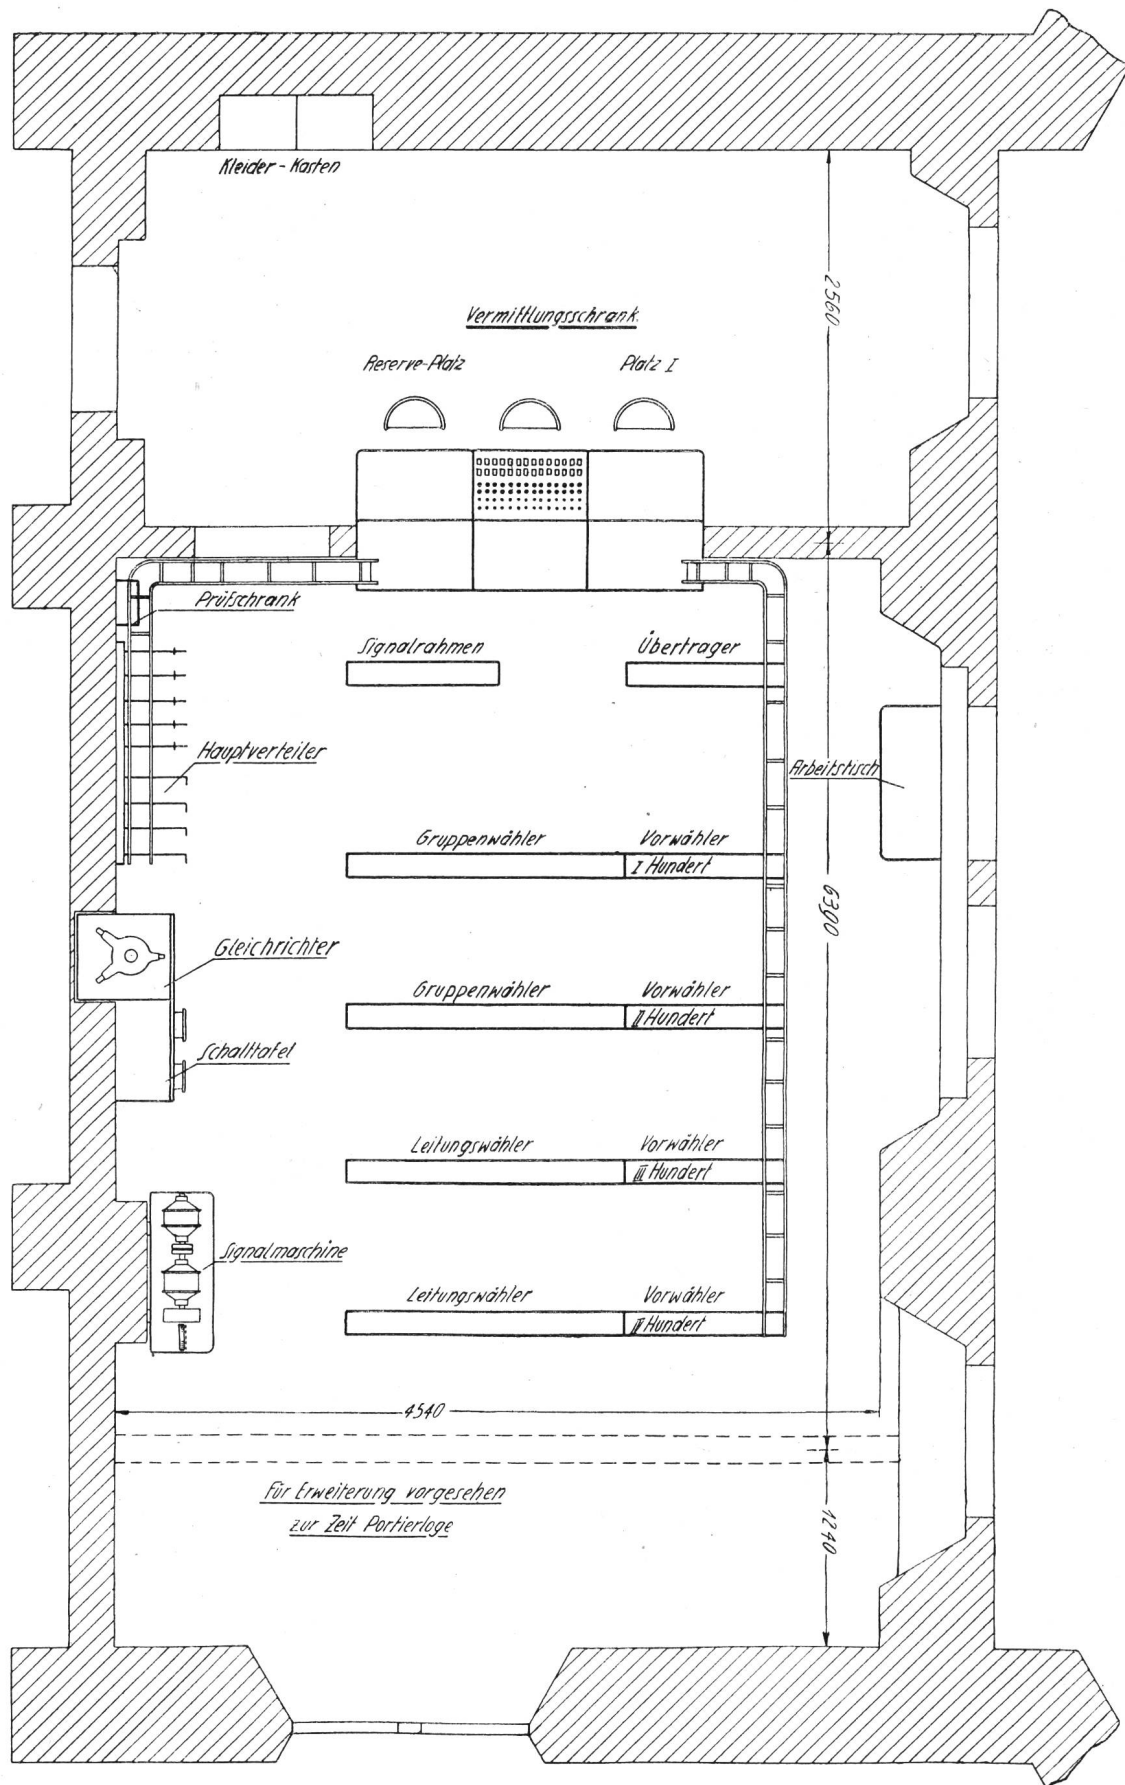 Kleider - Kasten
2560
Vermittlungsschrank.
Reserve-Platz
Platz I
Prüfschrank
Signalrahmen
Übertrager
Hauptverteiler
Arbeitstisch
Gruppenwähler
Vorwähler
I Hundert
6390
Gleichrichter
Gruppenwähler
Vorwähler
II Hundert
Schalttafel
Leitungswähler
Vorwähler
III Hundert
Signalmaschine
Leitungswähler
Vorwähler
IV Hundert
4540
Für Erweiterung vorgesehen
zur Zeit Portierloge
1240